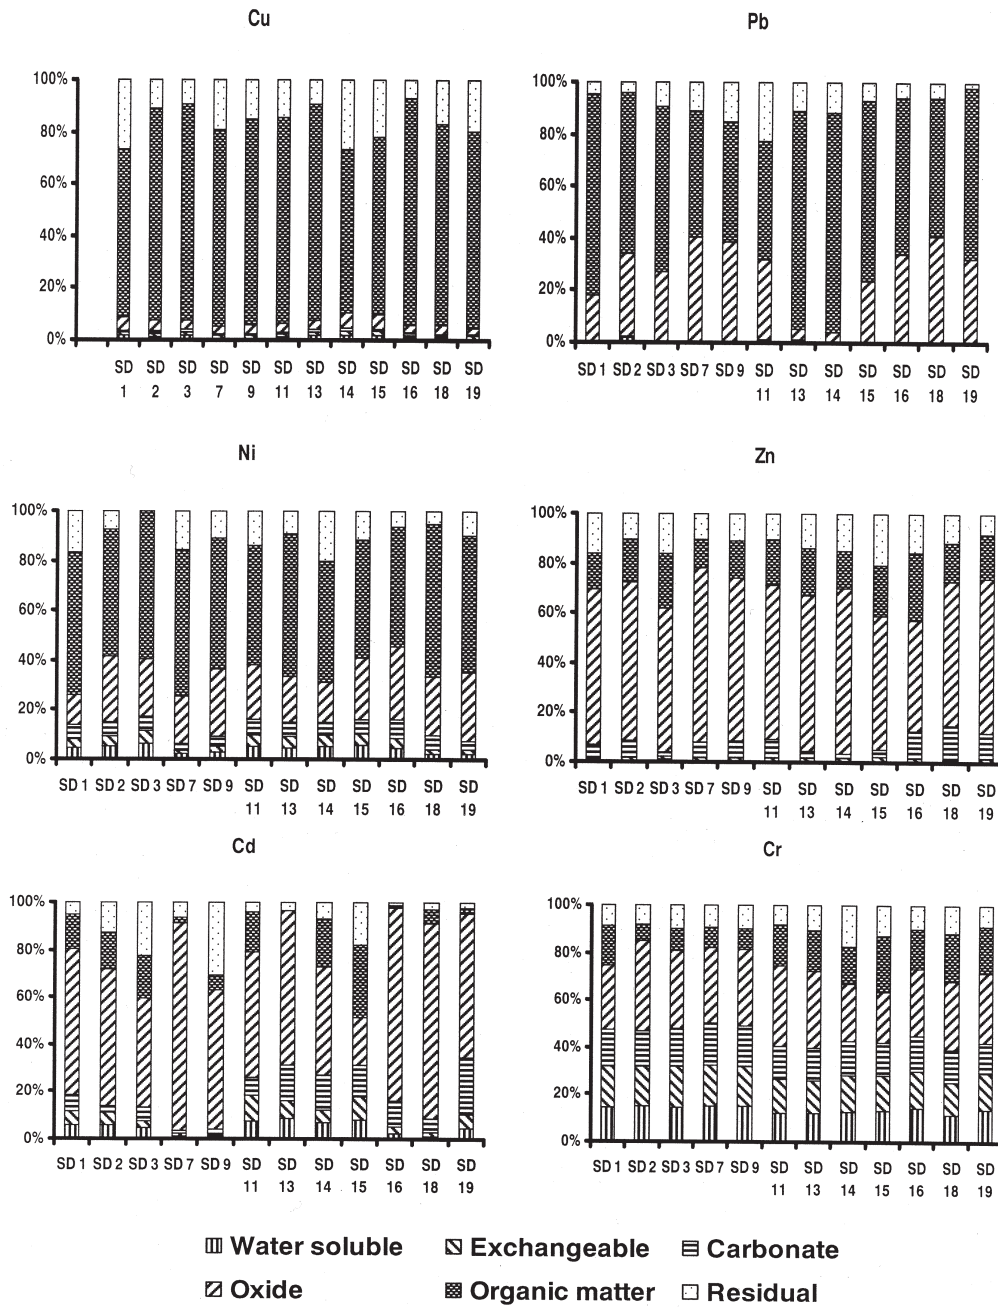 Cu
100%
80%
60%
40%
20%
0%
SD SD SD SD SD SD SD SD SD SD SD SD
1 2 3 7 9 11 13 14 15 16 18 19
Pb
100%
80%
60%
40%
20%
0%
SD 1 SD 2 SD 3 SD 7 SD 9 SD SD SD SD SD SD SD
11 13 14 15 16 18 19
Ni
100%
80%
60%
40%
20%
0%
SD 1 SD 2 SD 3 SD 7 SD 9 SD SD SD SD SD SD SD
11 13 14 15 16 18 19
Zn
100%
80%
60%
40%
20%
0%
SD 1 SD 2 SD 3 SD 7 SD 9 SD SD SD SD SD SD SD
11 13 14 15 16 18 19
Cd
100%
80%
60%
40%
20%
0%
SD 1 SD 2 SD 3 SD 7 SD 9 SD SD SD SD SD SD SD
11 13 14 15 16 18 19
Cr
100%
80%
60%
40%
20%
0%
SD 1 SD 2 SD 3 SD 7 SD 9 SD SD SD SD SD SD SD
11 13 14 15 16 18 19
Water soluble Exchangeable Carbonate
Oxide Organic matter Residual